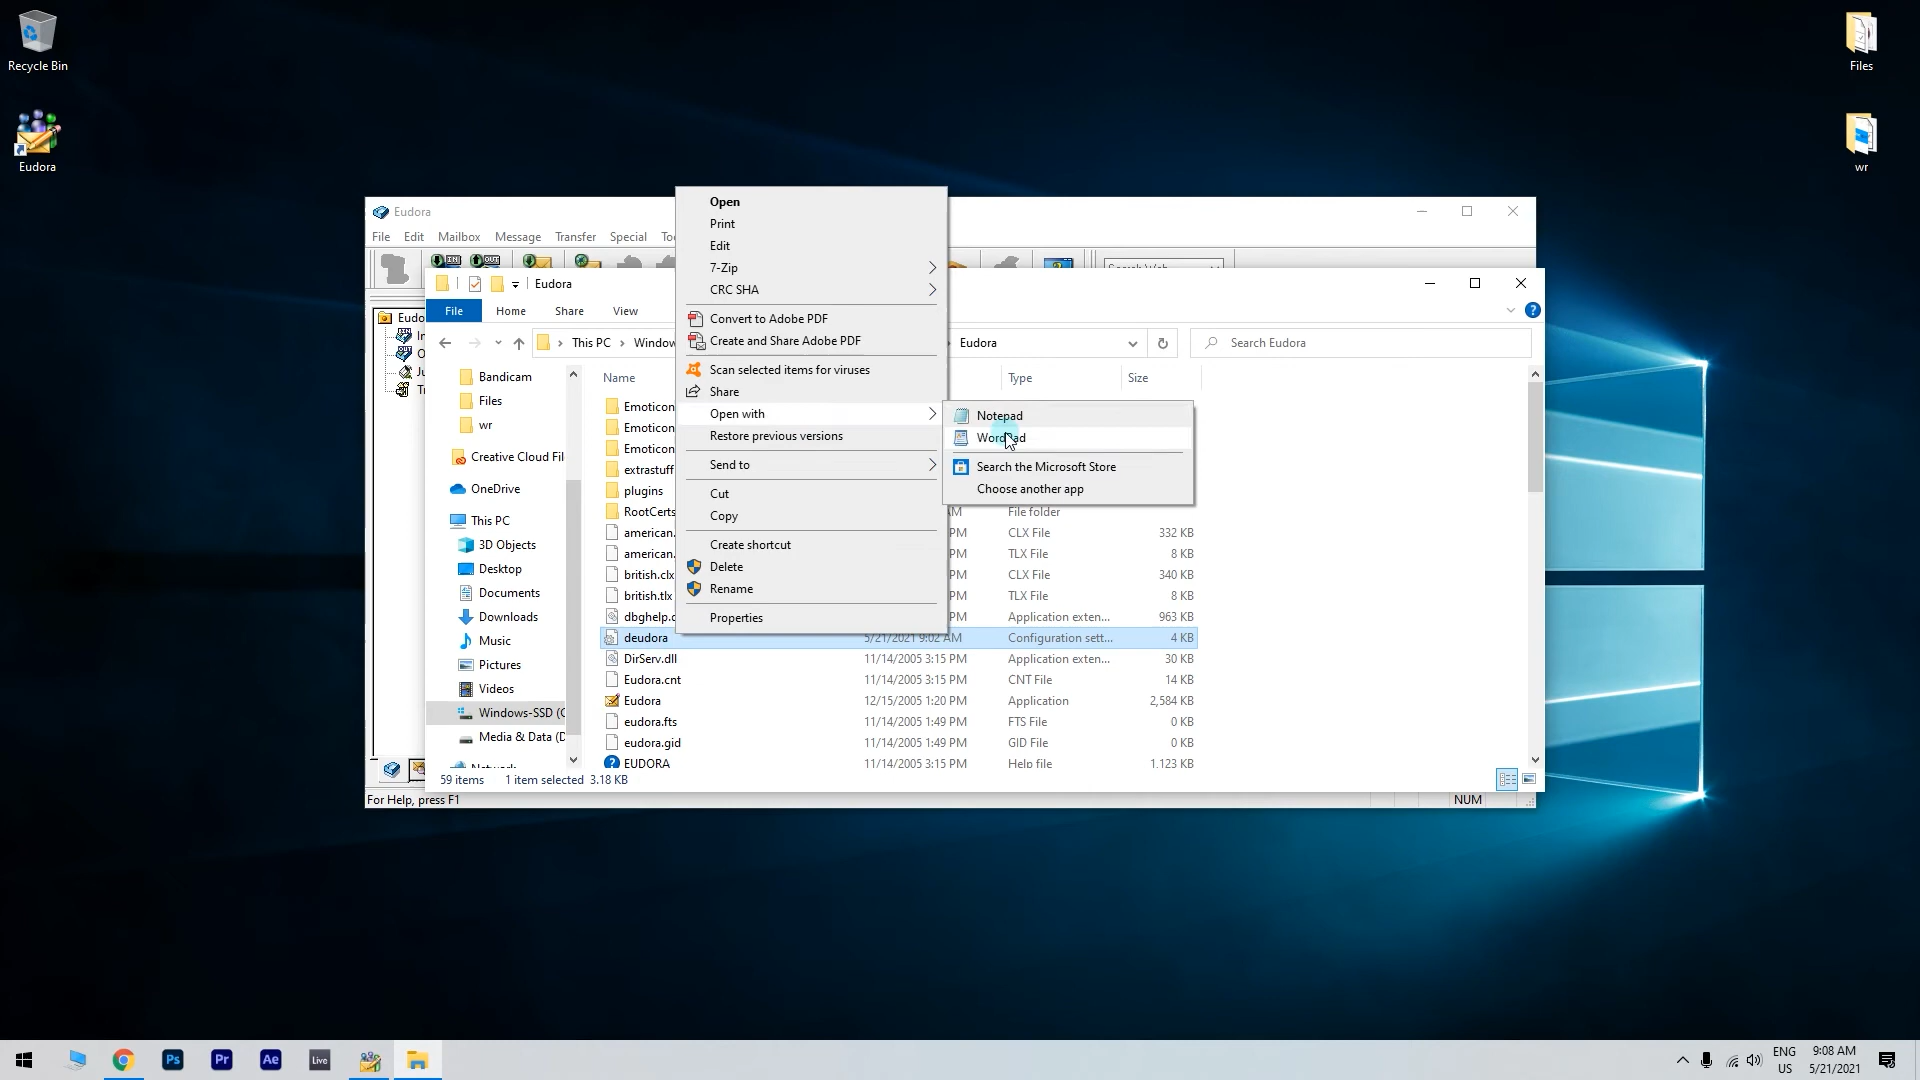 Recycle Bin
Eudora
Files
wr
Eudora
File Edit Mailbox Message Transfer Special
IN OUT
Eudora
File Home Share View
This PC
Eudora
Search Eudora
Bandicam
Files
wr
Creative Cloud Fil
OneDrive
This PC
3D Objects
Desktop
Documents
Downloads
Music
Pictures
Videos
Windows-SSD (C
Media & Data (D
Name Type Size
extrastuff
plugins
RootCerts File folder
american. PM CLX File 332 KB
american. PM TLX File 8 KB
british.clx PM CLX File 340 KB
british.tlx PM TLX File 8 KB
dbghelp.d PM Application exten... 963 KB
deudora 5/21/2021 9:02 AM Configuration sett... 4 KB
DirServ.dll 11/14/2005 3:15 PM Application exten... 30 KB
Eudora.cnt 11/14/2005 3:15 PM CNT File 14 KB
Eudora 12/15/2005 1:20 PM Application 2,584 KB
eudora.fts 11/14/2005 1:49 PM FTS File 0 KB
eudora.gid 11/14/2005 1:49 PM GID File 0 KB
EUDORA 11/14/2005 3:15 PM Help file 1,123 KB
59 items 1 item selected 3.18 KB
For Help, press F1
NUM
Open
Print
Edit
7-Zip
CRC SHA
Convert to Adobe PDF
Create and Share Adobe PDF
Scan selected items for viruses
Share
Open with
Restore previous versions
Send to
Cut
Copy
Create shortcut
Delete
Rename
Properties
Notepad
WordPad
Search the Microsoft Store
Choose another app
Ps
Pr
Ae
Live
ENG
US
9:08 AM
5/21/2021